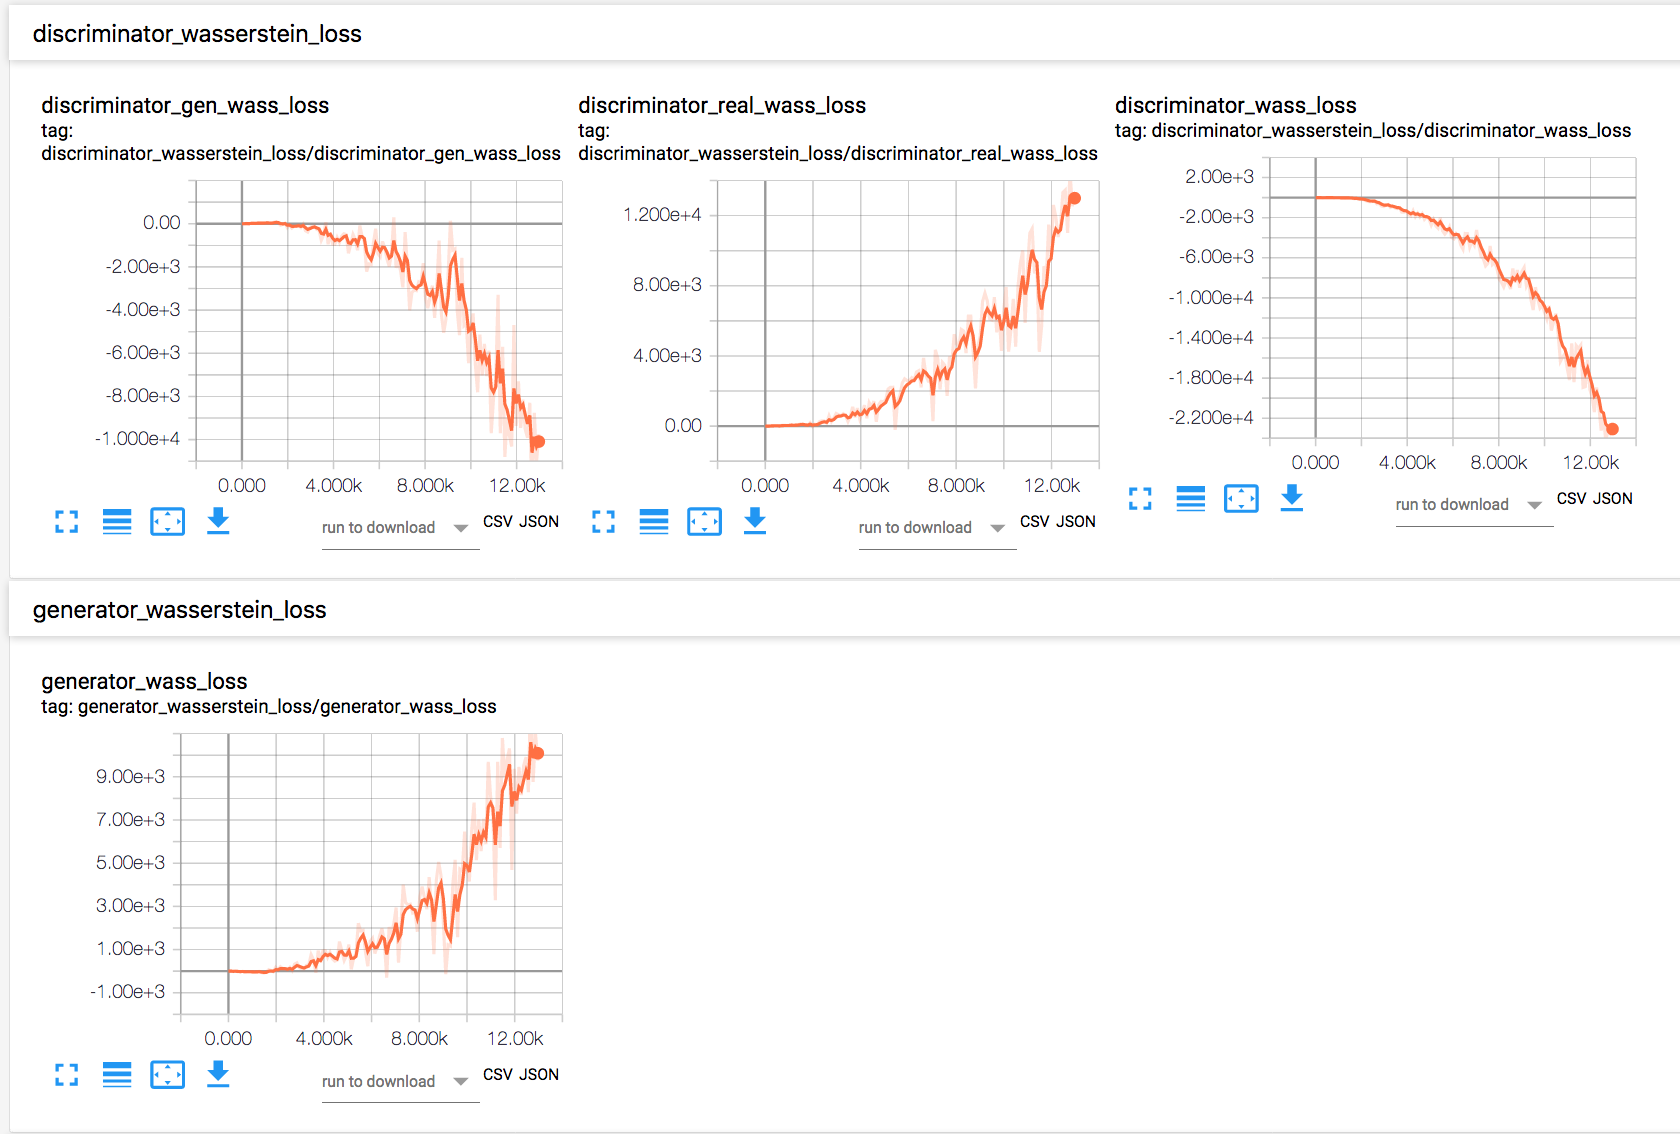 discriminator_wasserstein_loss
discriminator_gen_wass_loss
tag:
discriminator_wasserstein_loss/discriminator_gen_wass_loss
0.00
-2.00e+3
-4.00e+3
-6.00e+3
-8.00e+3
-1.000e+4
0.000 4.000k 8.000k 12.00k
run to download CSV JSON
discriminator_real_wass_loss
tag:
discriminator_wasserstein_loss/discriminator_real_wass_loss
1.200e+4
8.00e+3
4.00e+3
0.00
0.000 4.000k 8.000k 12.00k
run to download CSV JSON
discriminator_wass_loss
tag: discriminator_wasserstein_loss/discriminator_wass_loss
2.00e+3
-2.00e+3
-6.00e+3
-1.000e+4
-1.400e+4
-1.800e+4
-2.200e+4
0.000 4.000k 8.000k 12.00k
run to download CSV JSON
generator_wasserstein_loss
generator_wass_loss
tag: generator_wasserstein_loss/generator_wass_loss
9.00e+3
7.00e+3
5.00e+3
3.00e+3
1.00e+3
-1.00e+3
0.000 4.000k 8.000k 12.00k
run to download CSV JSON